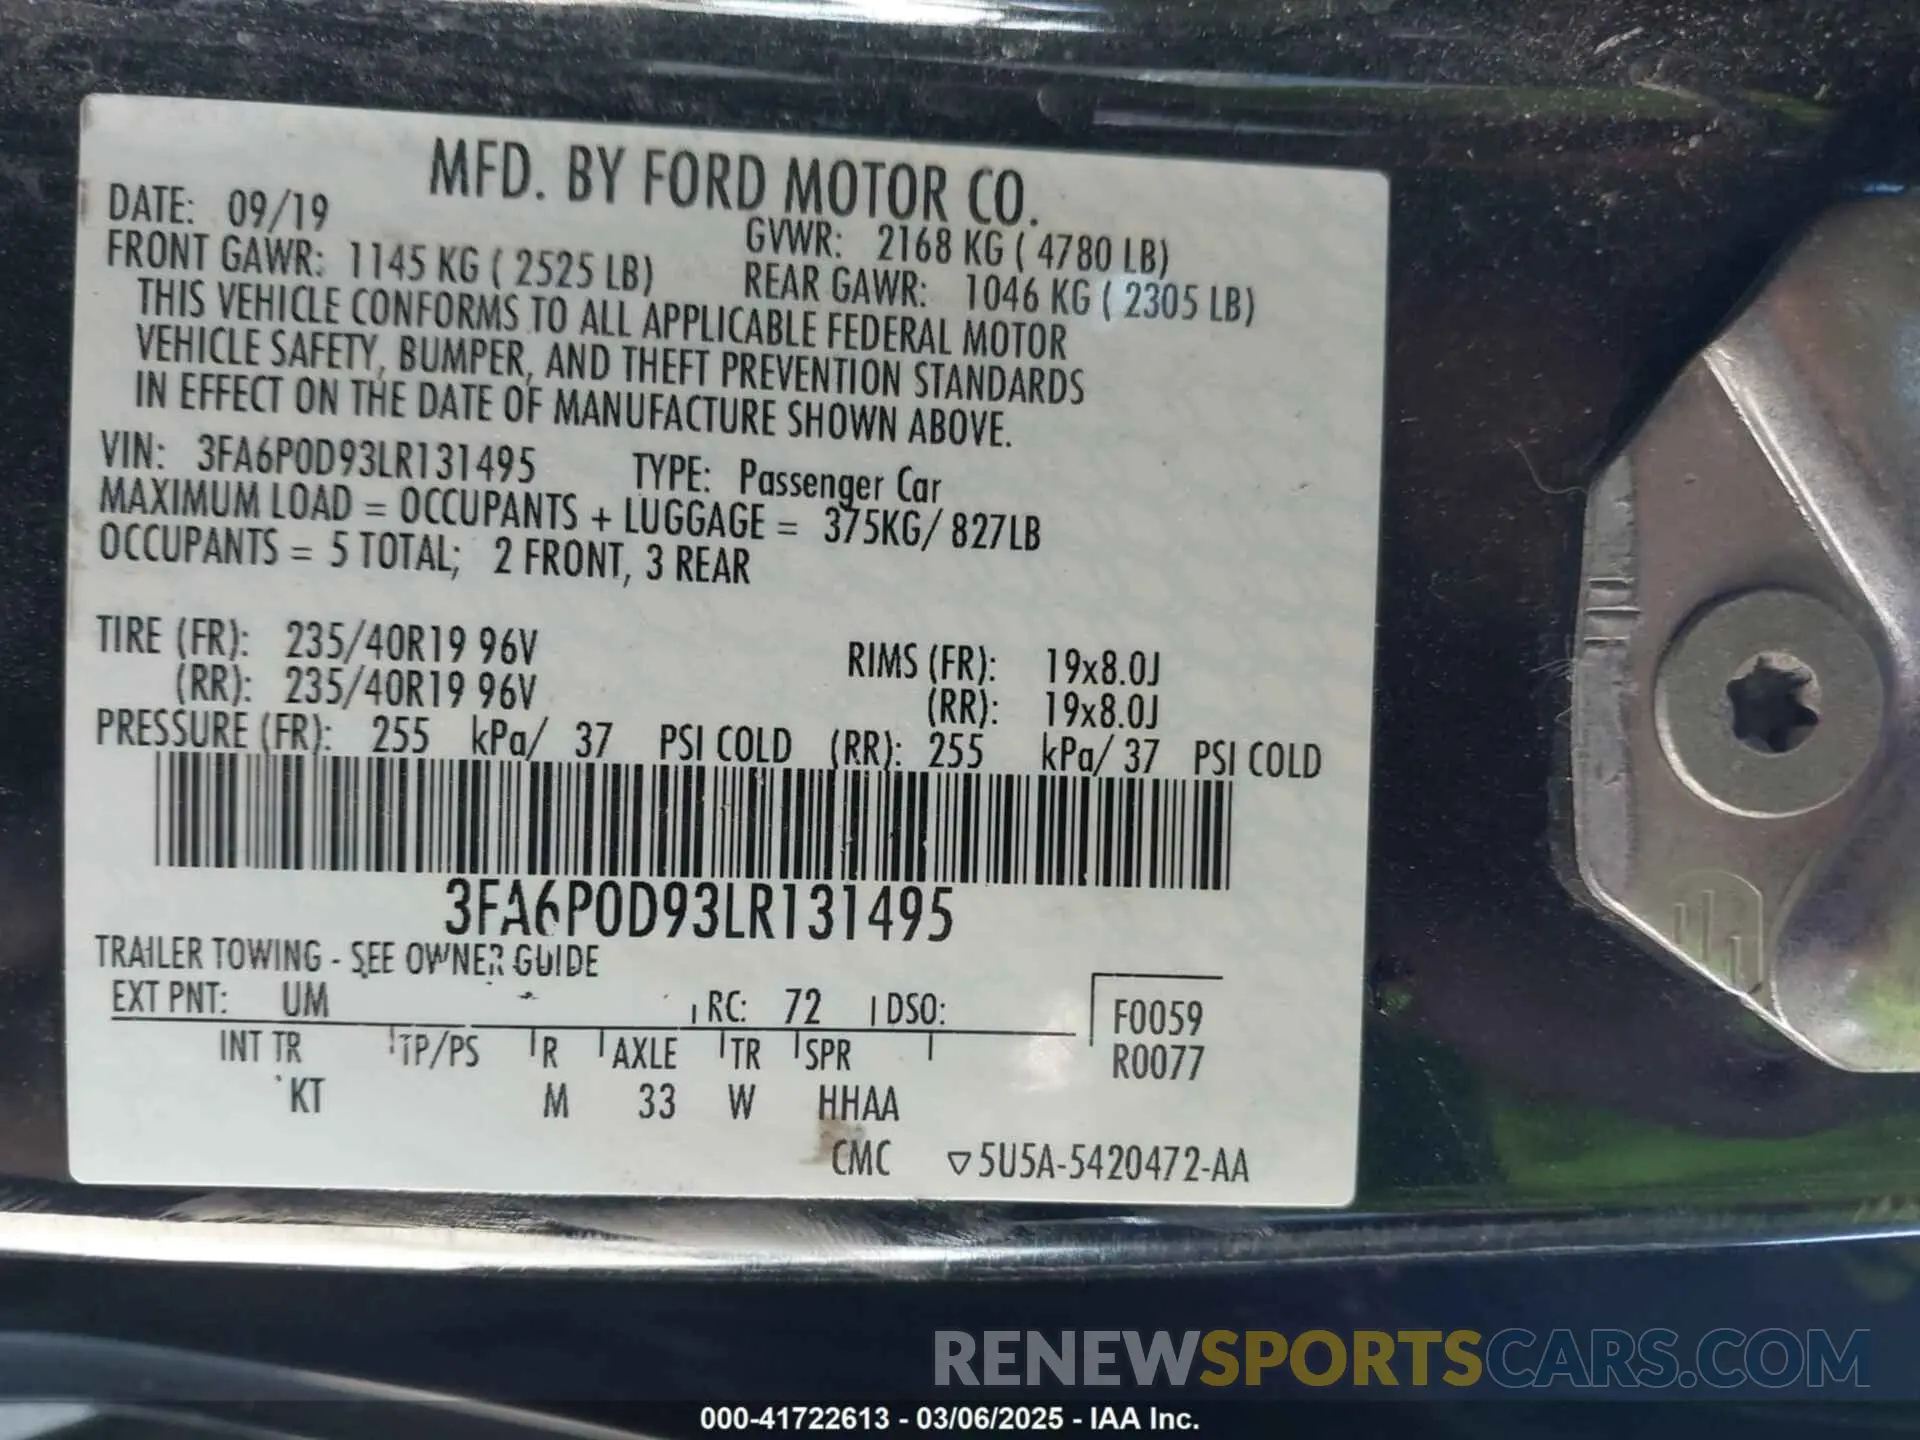 MFD. BY FORD MOTOR CO.
DATE: 09/19 GVWR: 2168 KG ( 4780 LB)
FRONT GAWR: 1145 KG ( 2525 LB) REAR GAWR: 1046 KG ( 2305 LB)
THIS VEHICLE CONFORMS TO ALL APPLICABLE FEDERAL MOTOR
VEHICLE SAFETY, BUMPER, AND THEFT PREVENTION STANDARDS
IN EFFECT ON THE DATE OF MANUFACTURE SHOWN ABOVE.
VIN: 3FA6P0D93LR131495 TYPE: Passenger Car
MAXIMUM LOAD = OCCUPANTS + LUGGAGE = 375KG/ 827LB
OCCUPANTS = 5 TOTAL; 2 FRONT, 3 REAR
TIRE (FR): 235/40R19 96V RIMS (FR): 19x8.0J
(RR): 235/40R19 96V (RR): 19x8.0J
PRESSURE (FR): 255 kPa/ 37 PSI COLD (RR): 255 kPa/ 37 PSI COLD
3FA6P0D93LR131495
TRAILER TOWING - SEE OWNER GUIDE
EXT PNT: UM RC: 72 DSO: F0059
INT TR TP/PS R AXLE TR SPR R0077
KT M 33 W HHAA
CMC ▽5U5A-5420472-AA
RENEWSPORTSCARS.COM
000-41722613 - 03/06/2025 - IAA Inc.